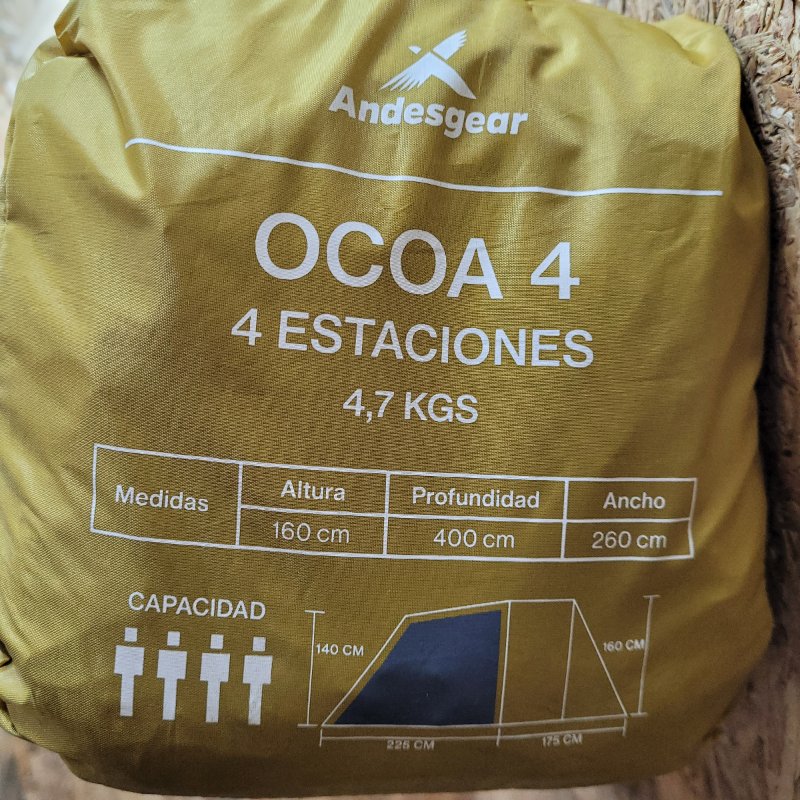 Andesgear
OCOA 4
4 ESTACIONES
4,7 KGS
Medidas
Altura
Profundidad
Ancho
160 cm
400 cm
260 cm
CAPACIDAD
140 CM
160 CM
225 CM
175 CM